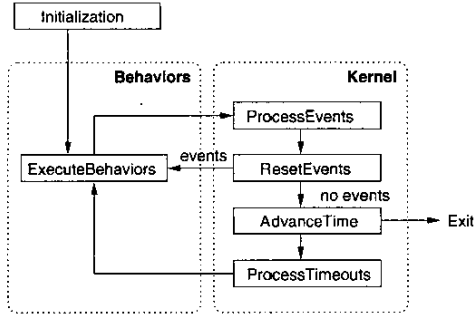 Initialization
Behaviors
Kernel
ProcessEvents
events
ExecuteBehaviors
ResetEvents
no events
AdvanceTime
Exit
ProcessTimeouts